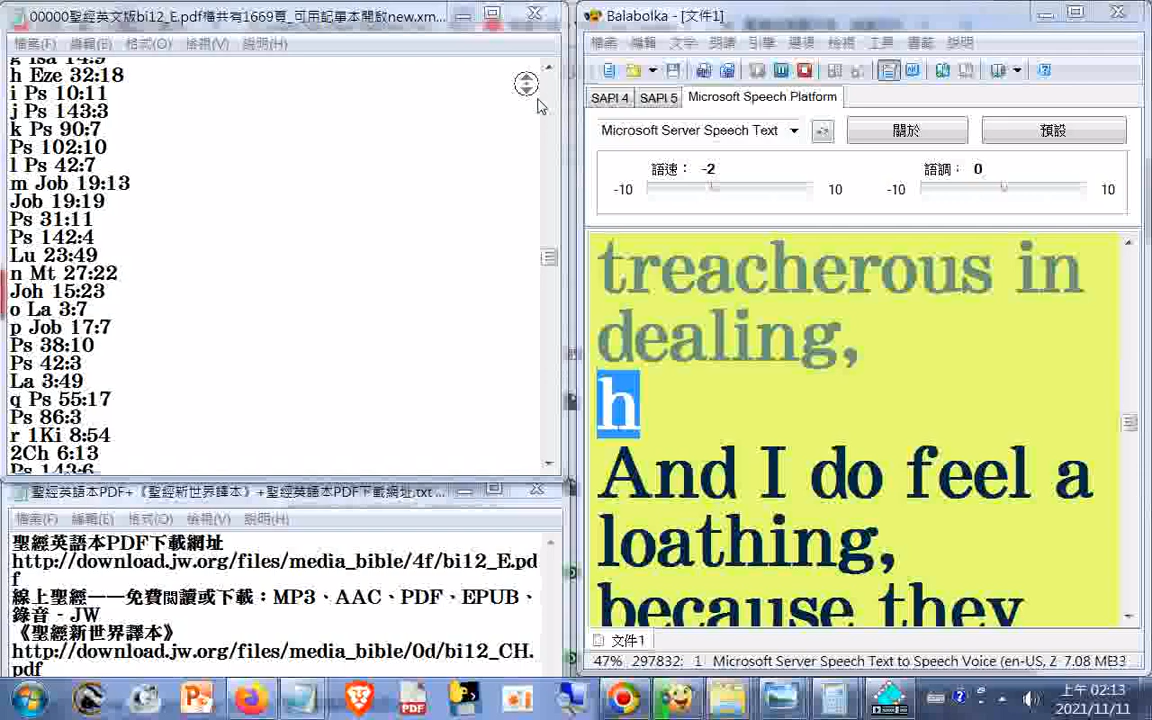 00000聖經英文版bi12_E.pdf檔共有1669頁_可用記事本開啟new.xm...
檔案(F) 編輯(E) 格式(O) 檢視(V) 說明(H)
g Isa 14:9
h Eze 32:18
i Ps 10:11
j Ps 143:3
k Ps 90:7
Ps 102:10
l Ps 42:7
m Job 19:13
Job 19:19
Ps 31:11
Ps 142:4
Lu 23:49
n Mt 27:22
Joh 15:23
o La 3:7
p Job 17:7
Ps 38:10
Ps 42:3
La 3:49
q Ps 55:17
Ps 86:3
r 1Ki 8:54
2Ch 6:13
Ps 143:6
聖經英語本PDF+《聖經新世界譯本》+聖經英語本PDF下載網址.txt ...
檔案(F) 編輯(E) 格式(O) 檢視(V) 說明(H)
聖經英語本PDF下載網址
http://download.jw.org/files/media_bible/4f/bi12_E.pd
f
線上聖經——免費閱讀或下載：MP3、AAC、PDF、EPUB、
錄音 - JW
《聖經新世界譯本》
http://download.jw.org/files/media_bible/0d/bi12_CH.
pdf
Balabolka - [文件1]
檔案 編輯 文字 朗讀 引擎 選項 檢視 工具 書籤 說明
SAPI 4 SAPI 5 Microsoft Speech Platform
Microsoft Server Speech Text 關於 預設
語速： -2 語調： 0
-10 10 -10 10
treacherous in
dealing,
h
And I do feel a
loathing,
because they
文件1
47% 297832: 1 Microsoft Server Speech Text to Speech Voice (en-US, Z 7.08 MB
上午 02:13
2021/11/11